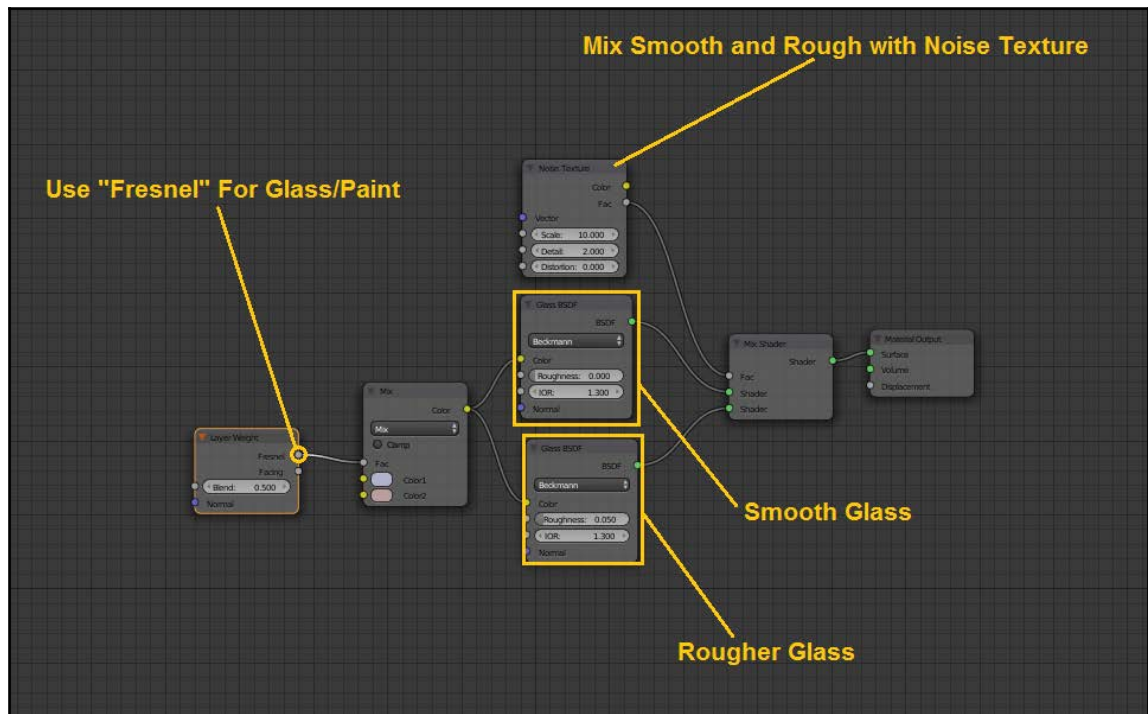 Mix Smooth and Rough with Noise Texture
Use "Fresnel" For Glass/Paint
Noise Texture
Color
Fac
Vector
Scale: 10.000
Detail: 2.000
Distortion: 0.000
Glass BSDF
BSDF
Beckmann
Color
Roughness: 0.000
IOR: 1.300
Normal
Mix Shader
Shader
Fac
Shader
Shader
Material Output
Surface
Volume
Displacement
Mix
Color
Mix
Clamp
Fac
Color1
Color2
Layer Weight
Fresnel
Facing
Blend: 0.500
Normal
Glass BSDF
BSDF
Beckmann
Color
Roughness: 0.050
IOR: 1.300
Normal
Smooth Glass
Rougher Glass